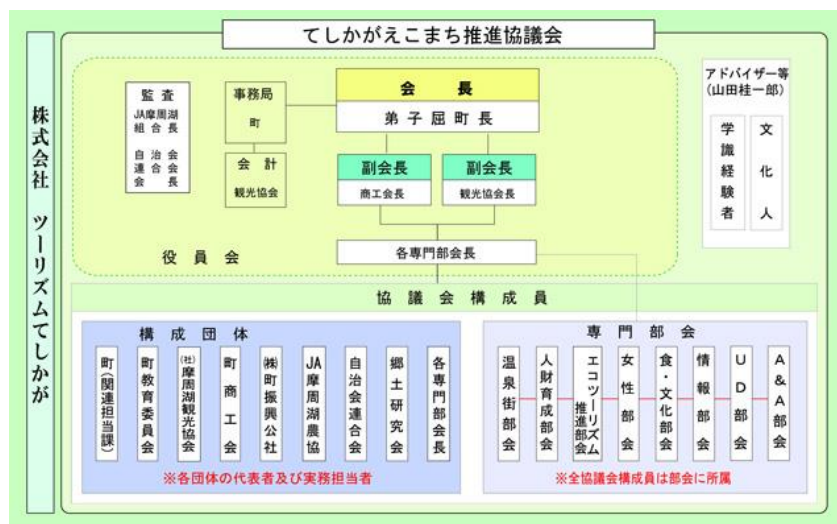 株式会社 ツーリズムてしかが
てしかがえこまち推進協議会
監査
JA摩周湖
組合長
自治会
連合会
会長
事務局
町
会計
観光協会
会長
弟子屈町長
副会長
商工会長
副会長
観光協会長
各専門部会長
役員会
アドバイザー等
(山田桂一郎)
学識経験者
文化人
協議会構成員
構成団体
町(関連担当課)
町教育委員会
(社)摩周湖観光協会
町商工会
㈱町振興公社
JA摩周湖農協
自治会連合会
郷土研究会
各専門部会長
※各団体の代表者及び実務担当者
専門部会
温泉街部会
人財育成部会
エコツーリズム
推進部会
女性部会
食・文化部会
情報部会
UD部会
A&A部会
※全協議会構成員は部会に所属